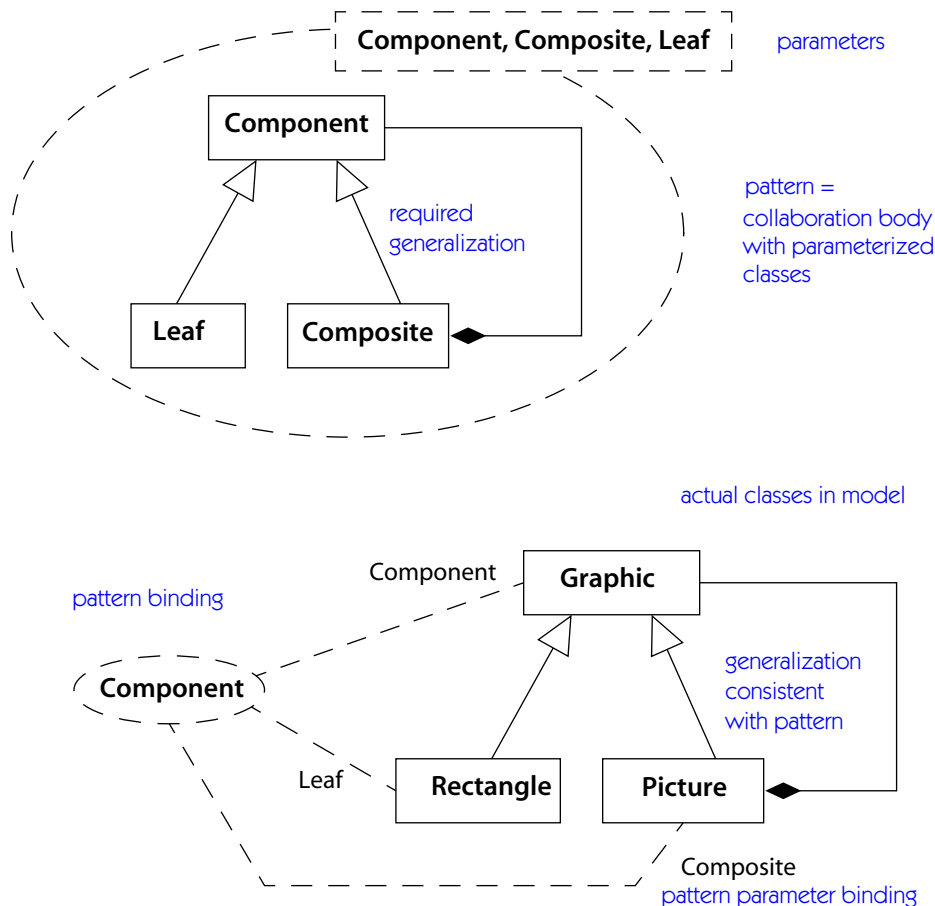 Component, Composite, Leaf
parameters
Component
required
generalization
pattern =
collaboration body
with parameterized
classes
Leaf
Composite
actual classes in model
Component
Graphic
pattern binding
Component
generalization
consistent
with pattern
Leaf
Rectangle
Picture
Composite
pattern parameter binding